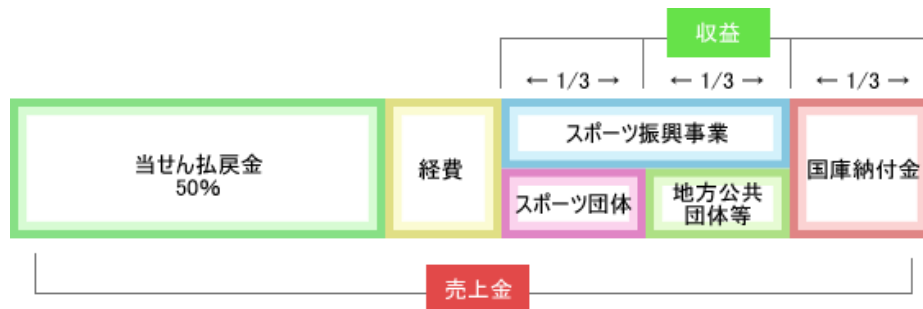 収益
← 1/3 →
← 1/3 →
← 1/3 →
当せん払戻金
50%
経費
スポーツ振興事業
スポーツ団体
地方公共
団体等
国庫納付金
売上金